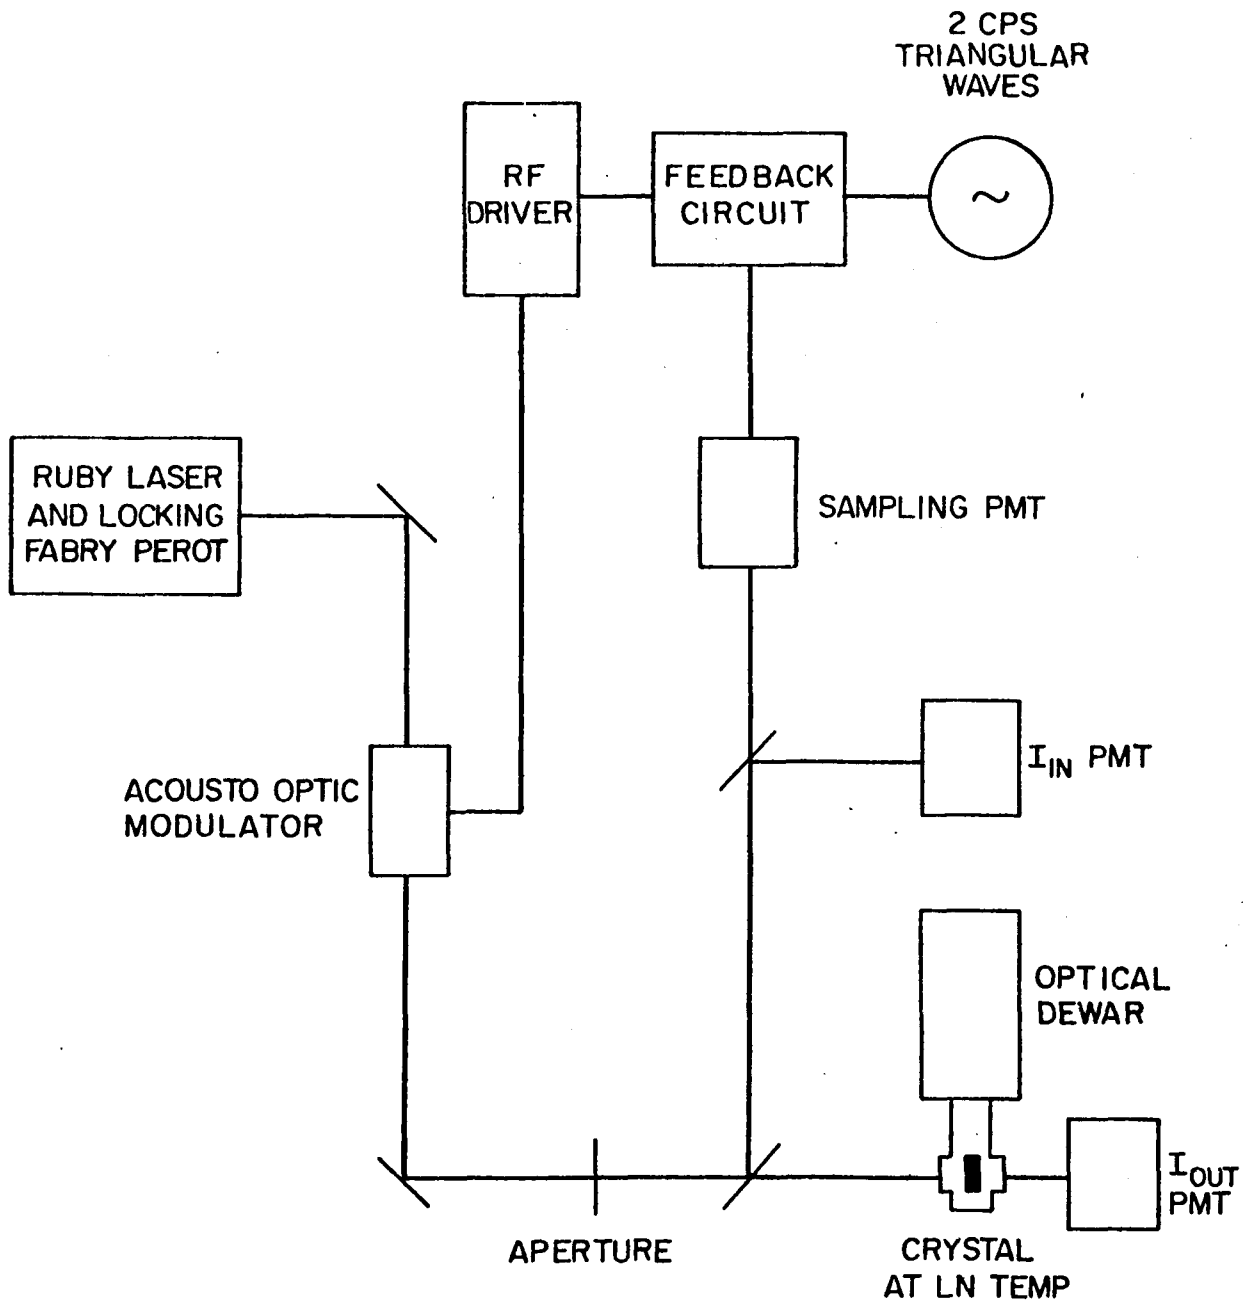 2 CPS
TRIANGULAR
WAVES
RF
DRIVER
FEEDBACK
CIRCUIT
~
RUBY LASER
AND LOCKING
FABRY PEROT
SAMPLING PMT
I_IN PMT
ACOUSTO OPTIC
MODULATOR
OPTICAL
DEWAR
I_OUT
PMT
APERTURE
CRYSTAL
AT LN TEMP